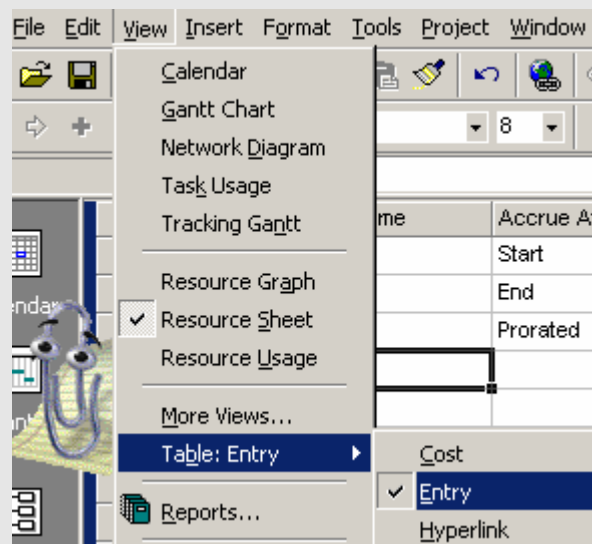 File Edit View Insert Format Tools Project Window
Calendar
Gantt Chart
8
Network Diagram
Task Usage
Tracking Gantt
me Accrue A
Start
Resource Graph
End
endar
Resource Sheet
Prorated
Resource Usage
More Views...
Table: Entry
Cost
Entry
Reports...
Hyperlink